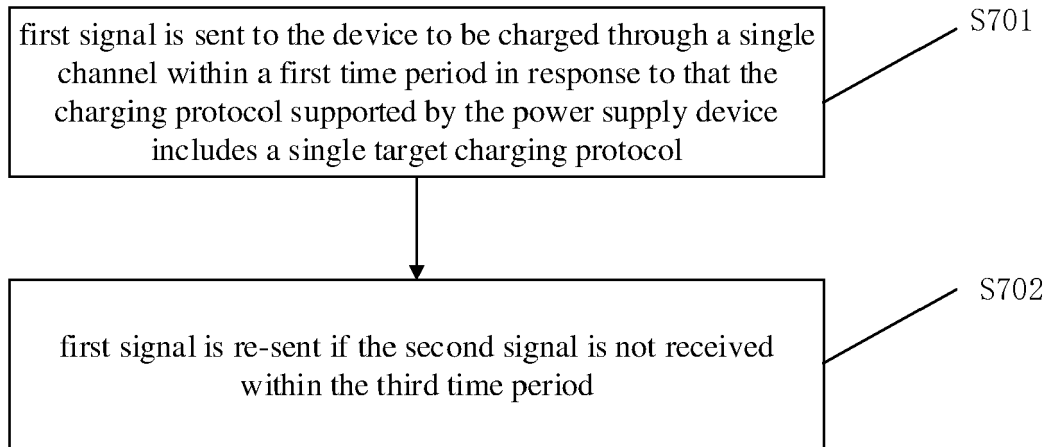 first signal is sent to the device to be charged through a single
channel within a first time period in response to that the
charging protocol supported by the power supply device
includes a single target charging protocol
S701
first signal is re-sent if the second signal is not received
within the third time period
S702